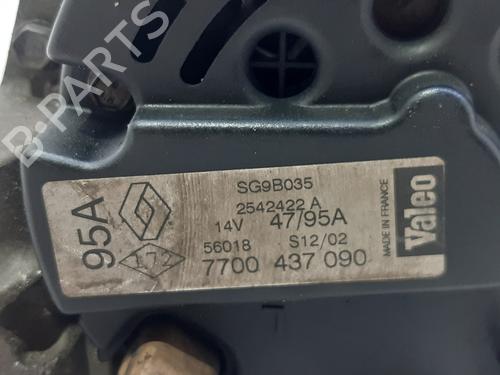 B-PARTS
95A
172
SG9B035
2542422 A
14V 47/95A
56018 S12/02
7700 437 090
MADE IN FRANCE
Valeo